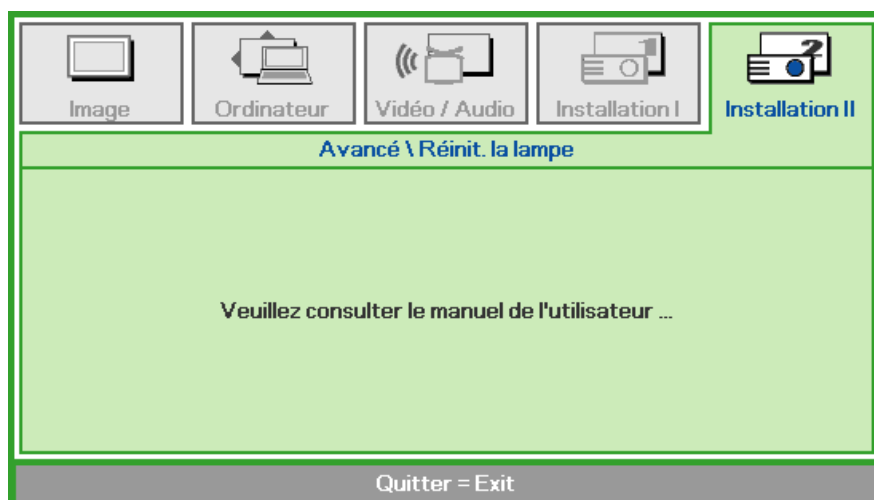 Image
Ordinateur
Vidéo / Audio
Installation I
Installation II
Avancé \ Réinit. la lampe
Veuillez consulter le manuel de l'utilisateur ...
Quitter = Exit